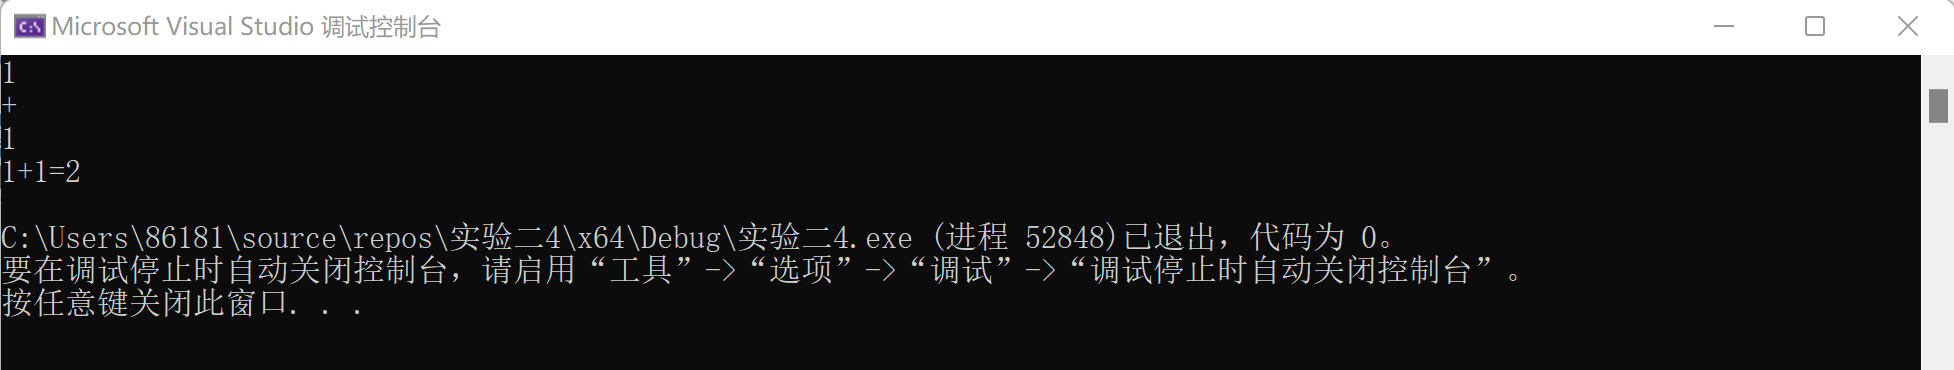 Microsoft Visual Studio 调试控制台
1
+
1
1+1=2
C:\Users\86181\source\repos\实验二4\x64\Debug\实验二4.exe (进程 52848)已退出，代码为 0。
要在调试停止时自动关闭控制台，请启用“工具”->“选项”->“调试”->“调试停止时自动关闭控制台”。
按任意键关闭此窗口. . .